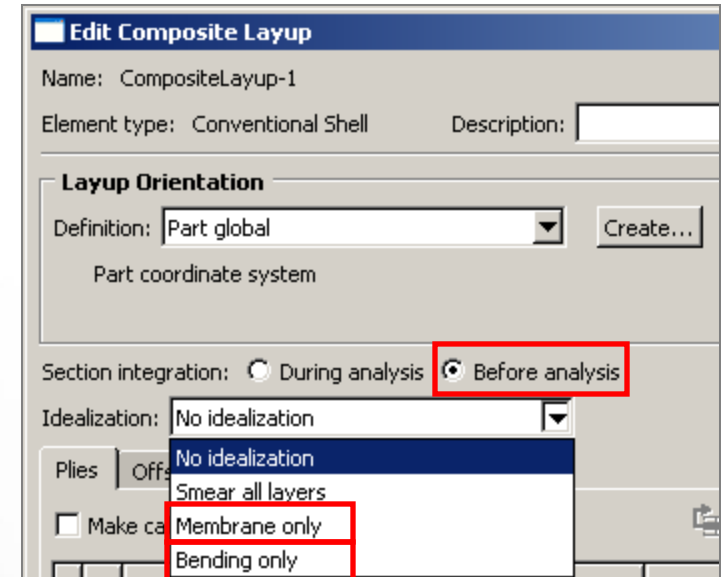 Edit Composite Layup
Name: CompositeLayup-1
Element type: Conventional Shell Description:
Layup Orientation
Definition: Part global Create...
Part coordinate system
Section integration: During analysis Before analysis
Idealization: No idealization
No idealization
Plies Offs
Smear all layers
Make ca
Membrane only
Bending only